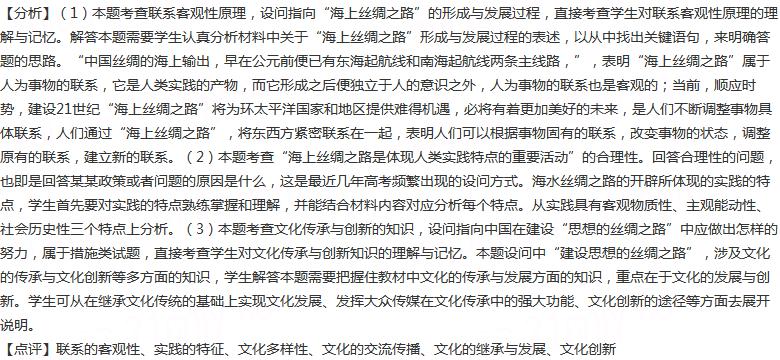 【分析】（1）本题考查联系客观性原理，设问指向“海上丝绸之路”的形成与发展过程，直接考查学生对联系客观性原理的理
解与记忆。解答本题需要学生认真分析材料中关于“海上丝绸之路”形成与发展过程的表述，以从中找出关键语句，来明确答
题的思路。“中国丝绸的海上输出，早在公元前便已有东海起航线和南海起航线两条主线路，”，表明“海上丝绸之路”属于
人为事物的联系，它是人类实践的产物，而它形成之后便独立于人的意识之外，人为事物的联系也是客观的；当前，顺应时
势，建设21世纪“海上丝绸之路”将为环太平洋国家和地区提供难得机遇，必将有着更加美好的未来，是人们不断调整事物具
体联系，人们通过“海上丝绸之路”，将东西方紧密联系在一起，表明人们可以根据事物固有的联系，改变事物的状态，调整
原有的联系，建立新的联系。（2）本题考查“海上丝绸之路是体现人类实践特点的重要活动”的合理性。回答合理性的问题，
也即是回答某某政策或者问题的原因是什么，这是最近几年高考频繁出现的设问方式。海水丝绸之路的开辟所体现的实践的特
点，学生首先要对实践的特点熟练掌握和理解，并能结合材料内容对应分析每个特点。从实践具有客观物质性、主观能动性、
社会历史性三个特点上分析。（3）本题考查文化传承与创新的知识，设问指向中国在建设“思想的丝绸之路”中应做出怎样的
努力，属于措施类试题，直接考查学生对文化传承与创新知识的理解与记忆。本题设问中“建设思想的丝绸之路”，涉及文化
的传承与文化创新等多方面的知识，学生解答本题需要把握住教材中文化的传承与发展方面的知识，重点在于文化的发展与创
新。学生可从在继承文化传统的基础上实现文化发展、发挥大众传媒在文化传承中的强大功能、文化创新的途径等方面去展开
说明。
【点评】联系的客观性、实践的特征、文化多样性、文化的交流传播、文化的继承与发展、文化创新